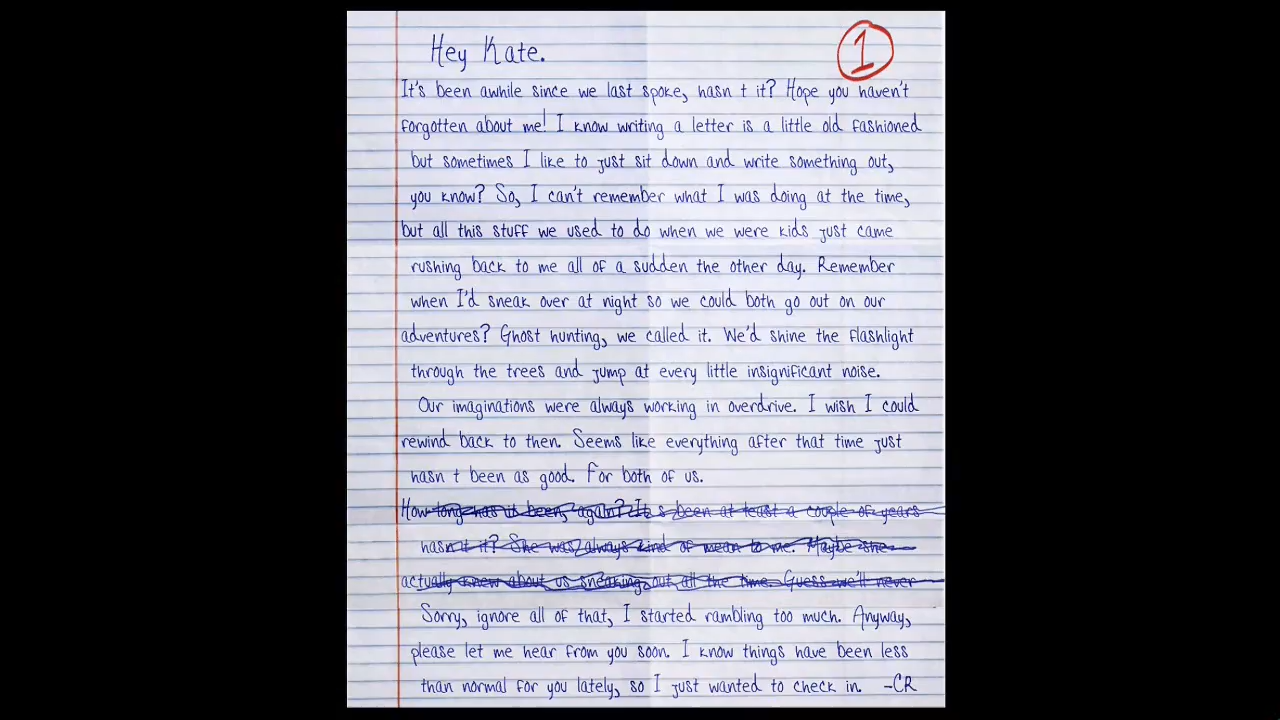 Hey Kate.
1
It's been awhile since we last spoke, hasn t it? Hope you haven't
forgotten about me! I know writing a letter is a little old fashioned
but sometimes I like to just sit down and write something out,
you know? So, I can't remember what I was doing at the time,
but all this stuff we used to do when we were kids just came
rushing back to me all of a sudden the other day. Remember
when I'd sneak over at night so we could both go out on our
adventures? Ghost hunting, we called it. We'd shine the flashlight
through the trees and jump at every little insignificant noise.
Our imaginations were always working in overdrive. I wish I could
rewind back to then. Seems like everything after that time just
hasn t been as good. For both of us.
How long has it been, again? It s been at least a couple of years
hasn t it? She was always kind of mean to me. Maybe she
actually knew about us sneaking out all the time. Guess we'll never
Sorry, ignore all of that, I started rambling too much. Anyway,
please let me hear from you soon. I know things have been less
than normal for you lately, so I just wanted to check in. -CR